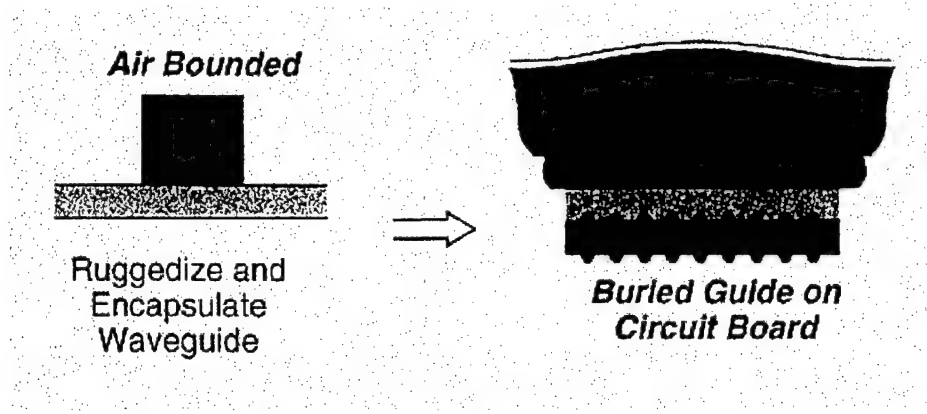 Air Bounded
Ruggedize and
Encapsulate
Waveguide
Buried Guide on
Circuit Board